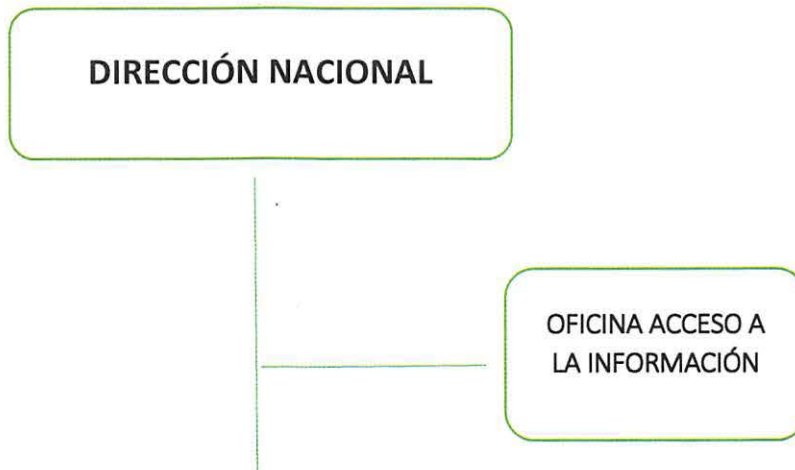 DIRECCIÓN NACIONAL
OFICINA ACCESO A
LA INFORMACIÓN